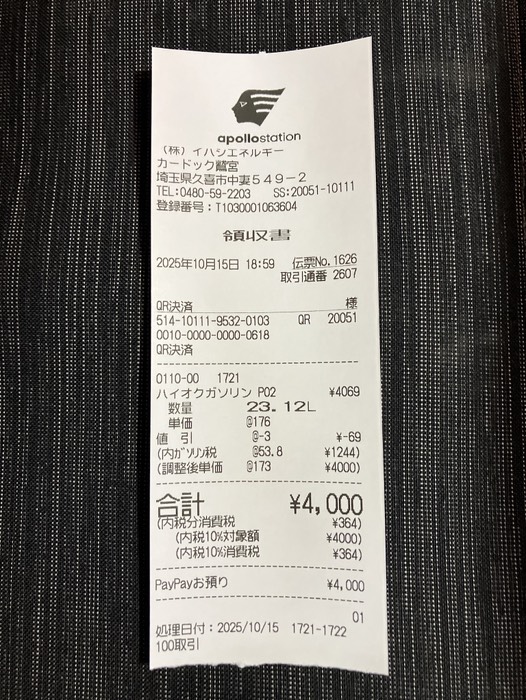 apollostation
(株)イハシエネルギー
カードック鷲宮
埼玉県久喜市中妻549-2
TEL:0480-59-2203 SS:20051-10111
登録番号:T1030001063604
領収書
2025年10月15日 18:59 伝票No.1626
取引通番 2607
QR決済 様
514-10111-9532-0103 QR 20051
0010-0000-0000-0618
QR決済
0110-00 1721
ハイオクガソリン P02 ¥4069
数量 23.12L
単価 @176
値 引 @-3 ¥-69
(内ガソリン税 @53.8 ¥1244)
(調整後単価 @173 ¥4000)
合計 ¥4,000
(内税分消費税 ¥364)
(内税10%対象額 ¥4000)
(内税10%消費税 ¥364)
PayPayお預り ¥4,000
01
処理日付:2025/10/15 1721-1722
100取引